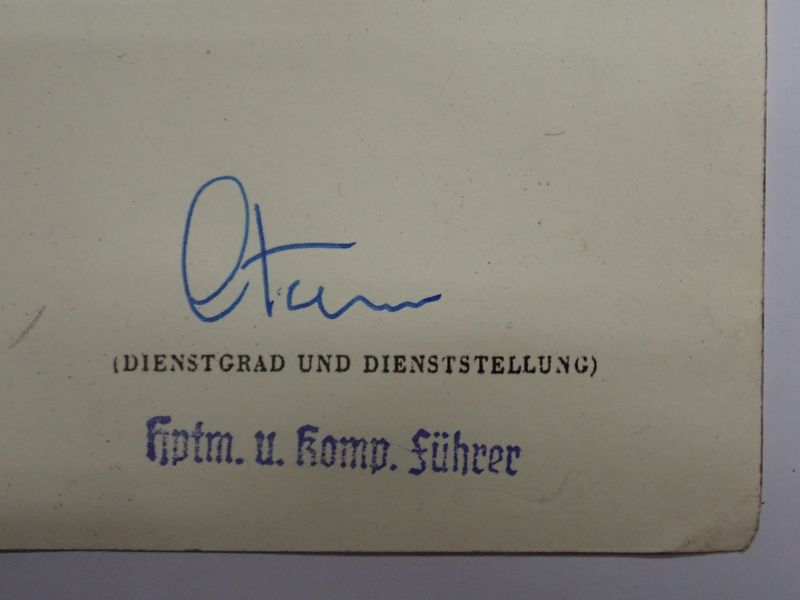 (DIENSTGRAD UND DIENSTSTELLUNG)
Hptm. u. Komp. Führer